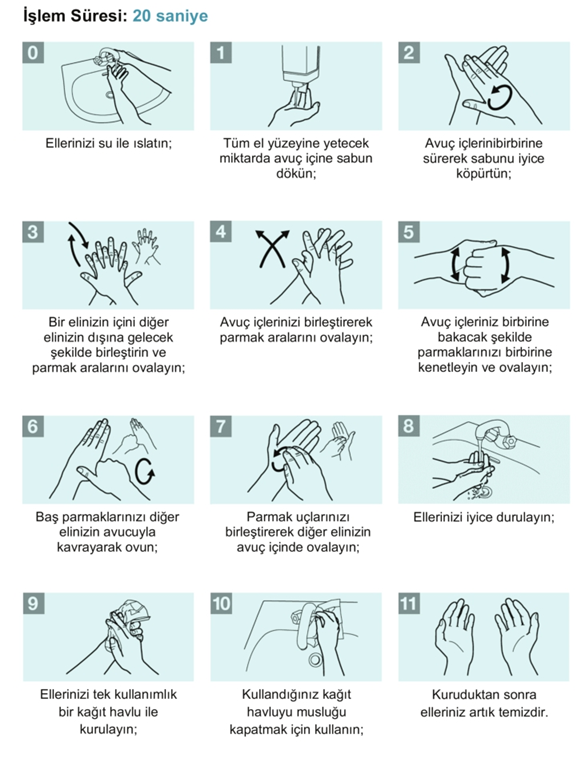 İşlem Süresi: 20 saniye
0
Ellerinizi su ile ıslatın;
1
Tüm el yüzeyine yetecek
miktarda avuç içine sabun
dökün;
2
Avuç içlerinibirbirine
sürerek sabunu iyice
köpürtün;
3
Bir elinizin içini diğer
elinizin dışına gelecek
şekilde birleştirin ve
parmak aralarını ovalayın;
4
Avuç içlerinizi birleştirerek
parmak aralarını ovalayın;
5
Avuç içleriniz birbirine
bakacak şekilde
parmaklarınızı birbirine
kenetleyin ve ovalayın;
6
Baş parmaklarınızı diğer
elinizin avucuyla
kavrayarak ovun;
7
Parmak uçlarınızı
birleştirerek diğer elinizin
avuç içinde ovalayın;
8
Ellerinizi iyice durulayın;
9
Ellerinizi tek kullanımlık
bir kağıt havlu ile
kurulayın;
10
Kullandığınız kağıt
havluyu musluğu
kapatmak için kullanın;
11
Kuruduktan sonra
elleriniz artık temizdir.